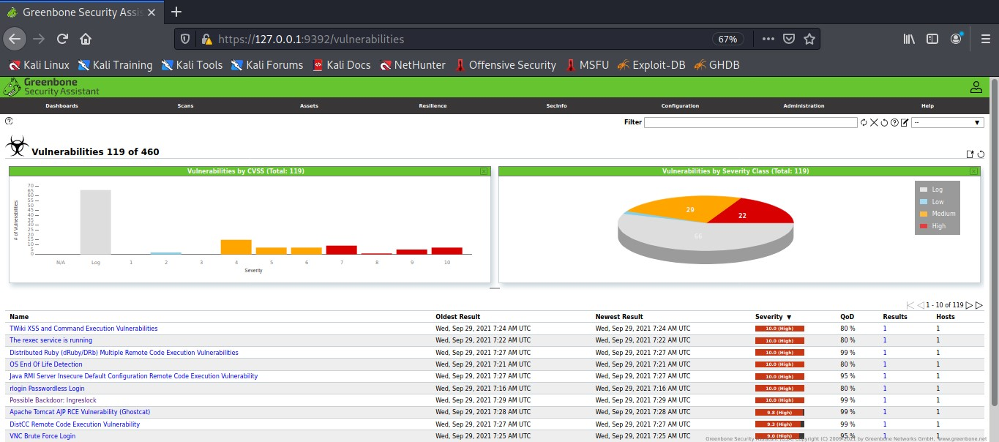 Greenbone Security Assis
https://127.0.0.1:9392/vulnerabilities 67%
Kali Linux Kali Training Kali Tools Kali Forums Kali Docs NetHunter Offensive Security MSFU Exploit-DB GHDB
Greenbone
Security Assistant
Dashboards Scans Assets Resilience SecInfo Configuration Administration Help
Filter --
Vulnerabilities 119 of 460
Vulnerabilities by CVSS (Total: 119)
# of Vulnerabilities
70
65
60
55
50
45
40
35
30
25
20
15
10
5
0
N/A Log 1 2 3 4 5 6 7 8 9 10
Severity
Vulnerabilities by Severity Class (Total: 119)
29
22
66
Log
Low
Medium
High
1 - 10 of 119
Name Oldest Result Newest Result Severity ▼ QoD Results Hosts
TWiki XSS and Command Execution Vulnerabilities Wed, Sep 29, 2021 7:24 AM UTC Wed, Sep 29, 2021 7:24 AM UTC 10.0 (High) 80 % 1 1
The rexec service is running Wed, Sep 29, 2021 7:22 AM UTC Wed, Sep 29, 2021 7:22 AM UTC 10.0 (High) 80 % 1 1
Distributed Ruby (dRuby/DRb) Multiple Remote Code Execution Vulnerabilities Wed, Sep 29, 2021 7:27 AM UTC Wed, Sep 29, 2021 7:27 AM UTC 10.0 (High) 99 % 1 1
OS End Of Life Detection Wed, Sep 29, 2021 7:21 AM UTC Wed, Sep 29, 2021 7:21 AM UTC 10.0 (High) 80 % 1 1
Java RMI Server Insecure Default Configuration Remote Code Execution Vulnerability Wed, Sep 29, 2021 7:27 AM UTC Wed, Sep 29, 2021 7:27 AM UTC 10.0 (High) 95 % 1 1
rlogin Passwordless Login Wed, Sep 29, 2021 7:16 AM UTC Wed, Sep 29, 2021 7:16 AM UTC 10.0 (High) 80 % 1 1
Possible Backdoor: Ingreslock Wed, Sep 29, 2021 7:29 AM UTC Wed, Sep 29, 2021 7:29 AM UTC 10.0 (High) 99 % 1 1
Apache Tomcat AJP RCE Vulnerability (Ghostcat) Wed, Sep 29, 2021 7:28 AM UTC Wed, Sep 29, 2021 7:28 AM UTC 9.8 (High) 99 % 1 1
DistCC Remote Code Execution Vulnerability Wed, Sep 29, 2021 7:27 AM UTC Wed, Sep 29, 2021 7:27 AM UTC 9.3 (High) 99 % 1 1
VNC Brute Force Login Wed, Sep 29, 2021 7:25 AM UTC Wed, Sep 29, 2021 7:25 AM UTC 9.0 (High) 95 % 1 1
Greenbone Security Copyright (C) 2009-2021 by Greenbone Networks GmbH, www.greenbone.net